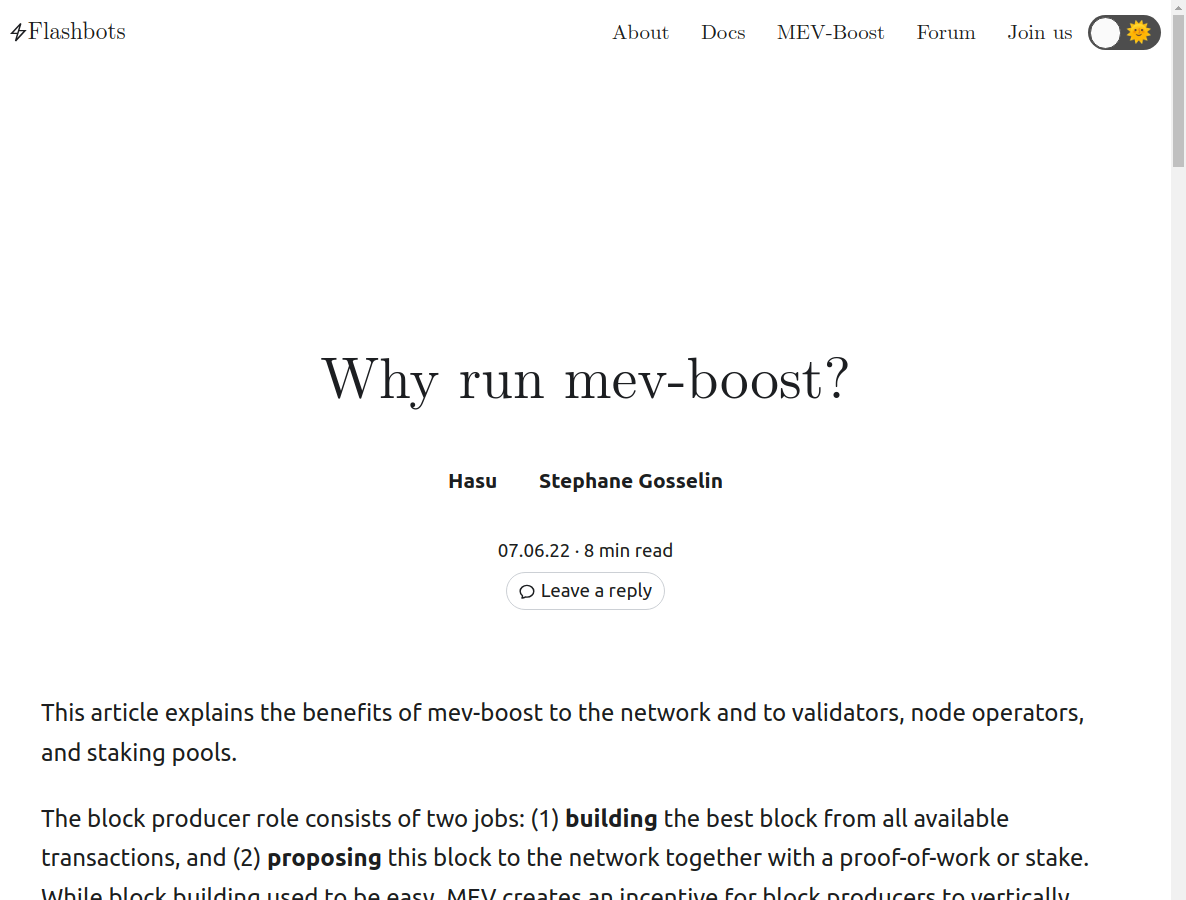 Flashbots
About Docs MEV-Boost Forum Join us
Why run mev-boost?
Hasu Stephane Gosselin
07.06.22 · 8 min read
Leave a reply
This article explains the benefits of mev-boost to the network and to validators, node operators,
and staking pools.
The block producer role consists of two jobs: (1) building the best block from all available
transactions, and (2) proposing this block to the network together with a proof-of-work or stake.
While block building used to be easy, MEV creates an incentive for block producers to vertically